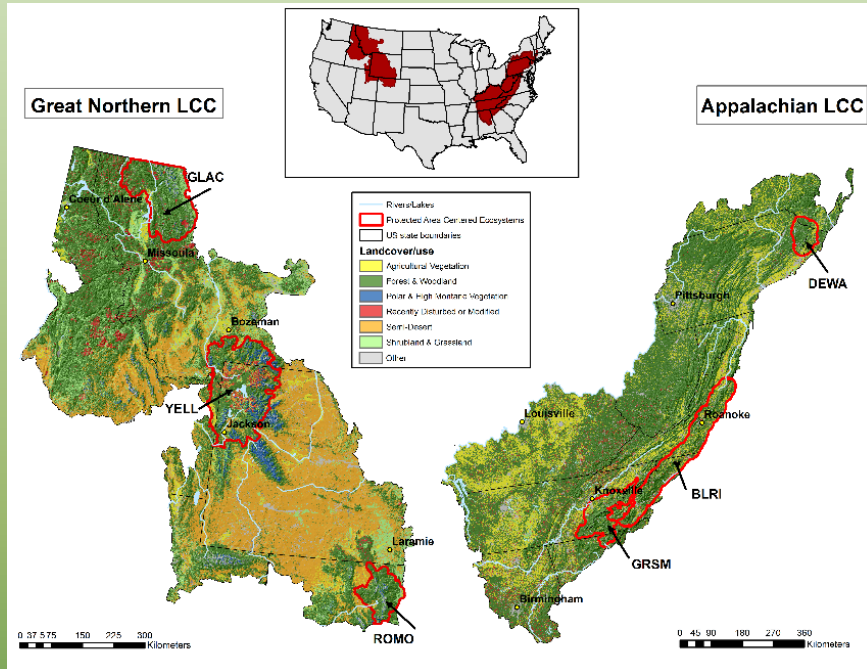 Great Northern LCC
Appalachian LCC
GLAC
Coeur d'Alene
Missoula
Bozeman
YELL
Jackson
Laramie
ROMO
0 37.575 150 225 300
Kilometers
Rivers/Lakes
Protected Area Centered Ecosystems
US state boundaries
Landcover/use
Agricultural Vegetation
Forest & Woodland
Polar & High Montane Vegetation
Recently Disturbed or Modified
Semi-Desert
Shrubland & Grassland
Other
DEWA
Pittsburgh
Louisville
Roanoke
Knoxville
BLRI
GRSM
Birmingham
0 45 90 180 270 360
Kilometers